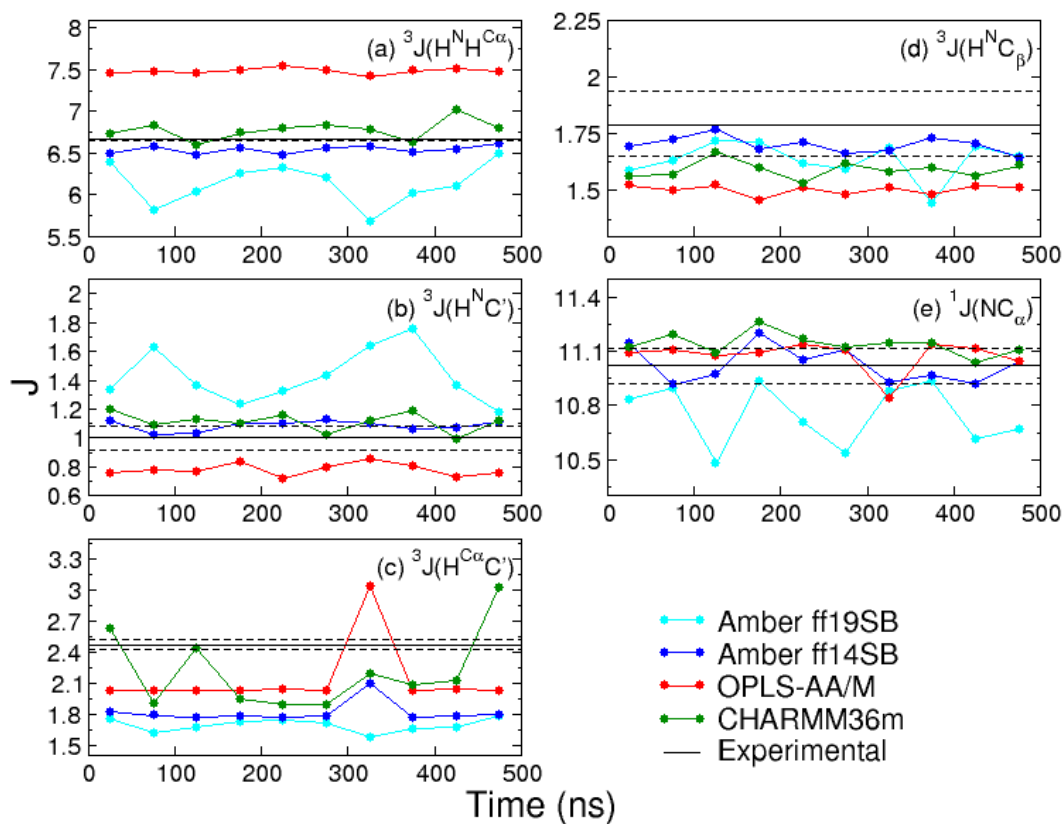 (a) ³J(HᴺHᶜᵅ)
8
7.5
7
6.5
6
5.5
0 100 200 300 400 500
(b) ³J(HᴺC')
2
1.8
1.6
1.4
1.2
1
0.8
0.6
0 100 200 300 400 500
(c) ³J(HᶜᵅC')
3.3
3
2.7
2.4
2.1
1.8
1.5
0 100 200 300 400 500
(d) ³J(HᴺCᵦ)
2.25
2
1.75
1.5
0 100 200 300 400 500
(e) ¹J(NCα)
11.4
11.1
10.8
10.5
0 100 200 300 400 500
J
Time (ns)
Amber ff19SB
Amber ff14SB
OPLS-AA/M
CHARMM36m
Experimental